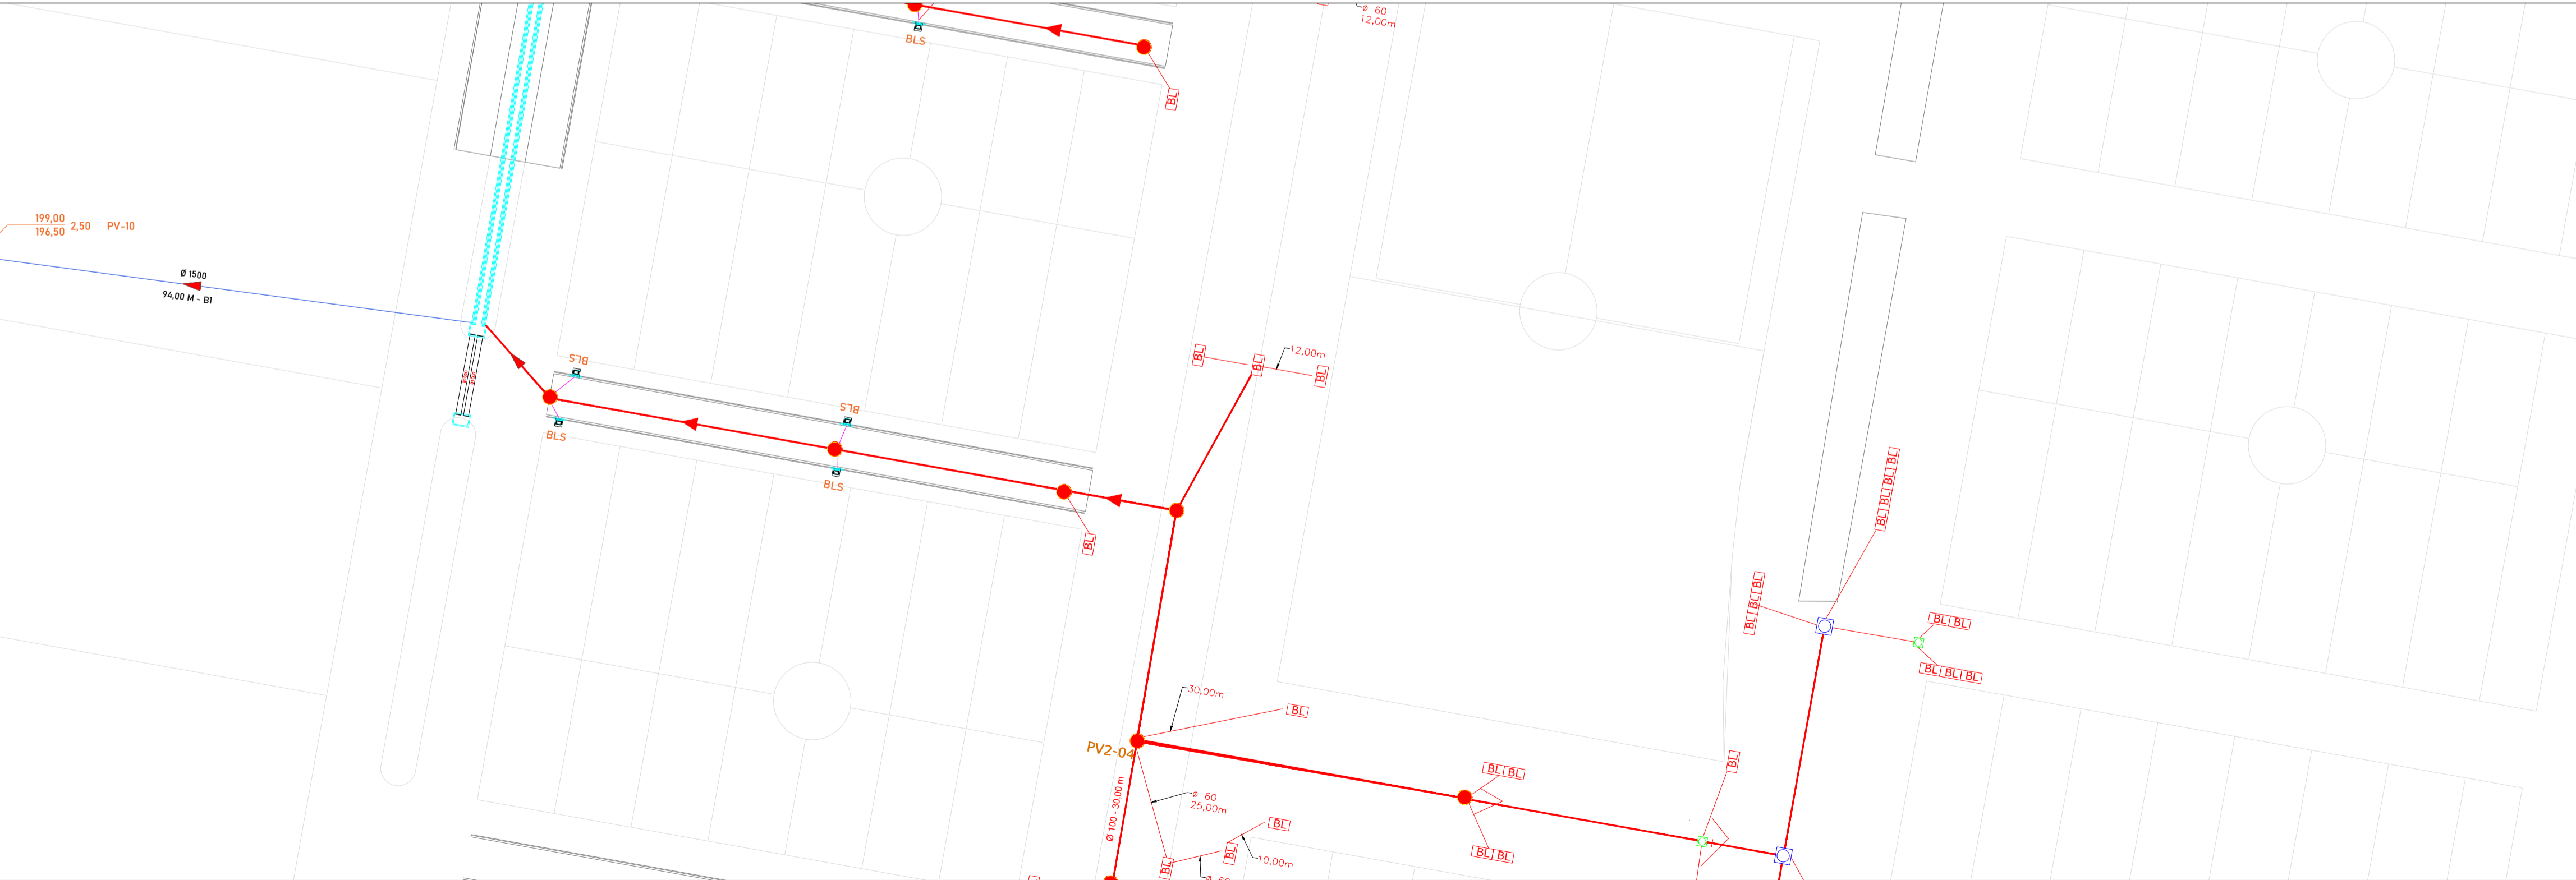 ø 60
12,00m
BLS
BL
199,00
196,50
2,50
PV-10
Ø 1500
94,00 M - B1
BLS
BLS
BLS
BLS
BL
BL
BL
BL
12,00m
BL BL BL BL
BL BL BL
BL BL
BL BL BL
30,00m
BL
PV2-04
Ø 100 - 30,00 m
ø 60
25,00m
BL BL
BL
BL
BL
BL
10,00m
BL BL